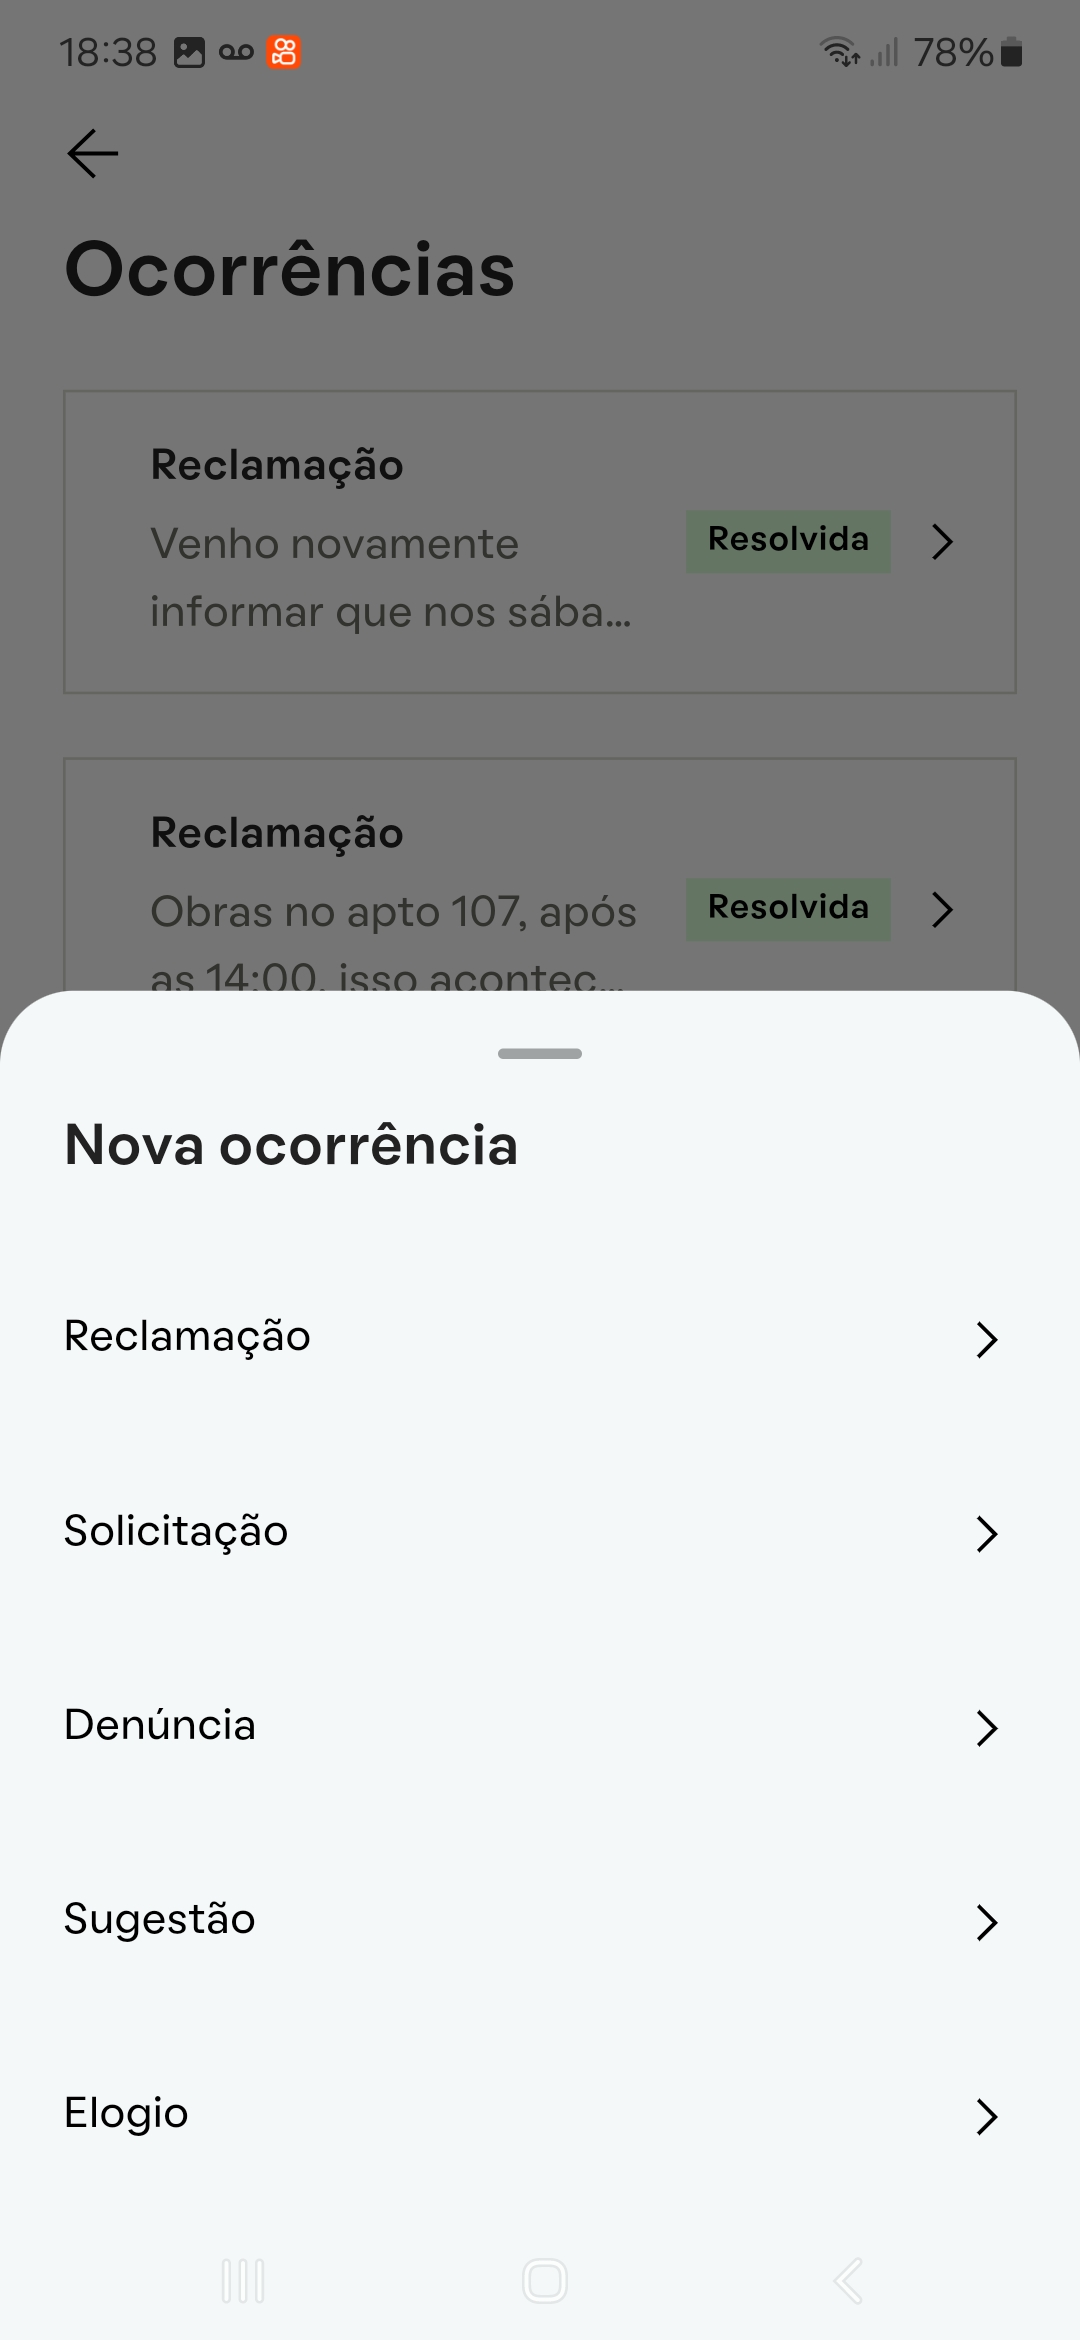 18:38
78%
Ocorrências
Reclamação
Venho novamente
informar que nos sába...
Resolvida
Reclamação
Obras no apto 107, após
as 14:00, isso acontec...
Resolvida
Nova ocorrência
Reclamação
Solicitação
Denúncia
Sugestão
Elogio